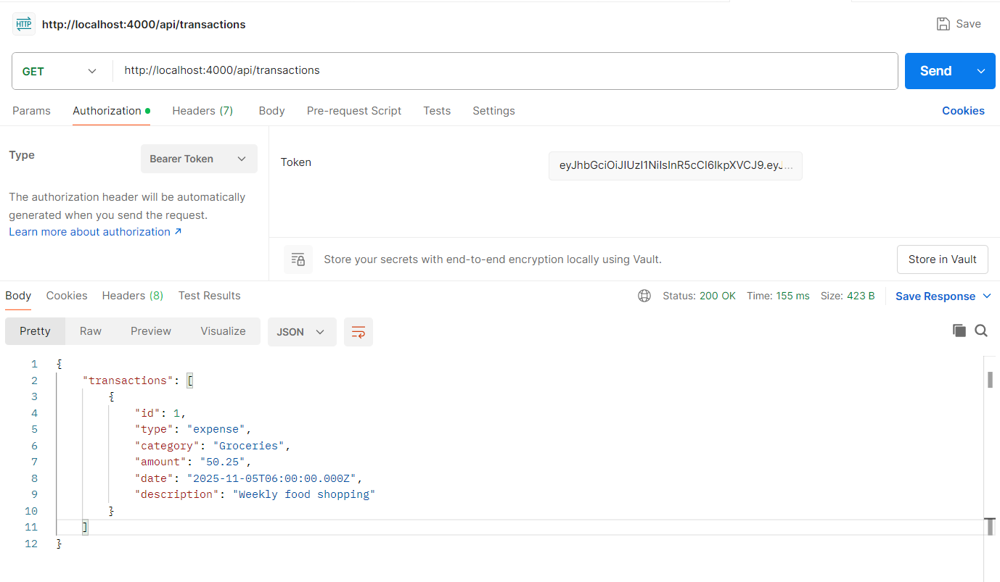 HTTP http://localhost:4000/api/transactions Save
GET http://localhost:4000/api/transactions Send
Params Authorization Headers (7) Body Pre-request Script Tests Settings Cookies
Type Bearer Token
Token eyJhbGciOiJIUzI1NiIsInR5cCI6IkpXVCJ9.eyJ...
The authorization header will be automatically
generated when you send the request.
Learn more about authorization ↗
Store your secrets with end-to-end encryption locally using Vault. Store in Vault
Body Cookies Headers (8) Test Results Status: 200 OK Time: 155 ms Size: 423 B Save Response
Pretty Raw Preview Visualize JSON
1 {
2 "transactions": [
3 {
4 "id": 1,
5 "type": "expense",
6 "category": "Groceries",
7 "amount": "50.25",
8 "date": "2025-11-05T06:00:00.000Z",
9 "description": "Weekly food shopping"
10 }
11 ]
12 }